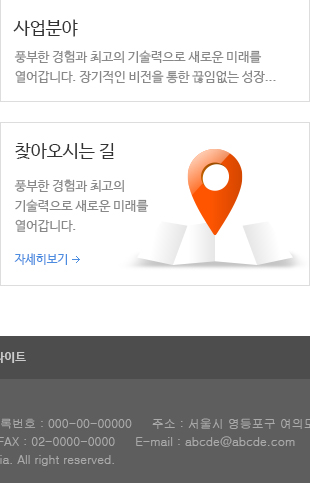 사업분야
풍부한 경험과 최고의 기술력으로 새로운 미래를
열어갑니다. 장기적인 비전을 통한 끊임없는 성장...
찾아오시는 길
풍부한 경험과 최고의
기술력으로 새로운 미래를
열어갑니다.
자세히보기 →
사이트
록번호 : 000-00-00000 주소 : 서울시 영등포구 여의도
FAX : 02-0000-0000 E-mail : abcde@abcde.com
ia. All right reserved.